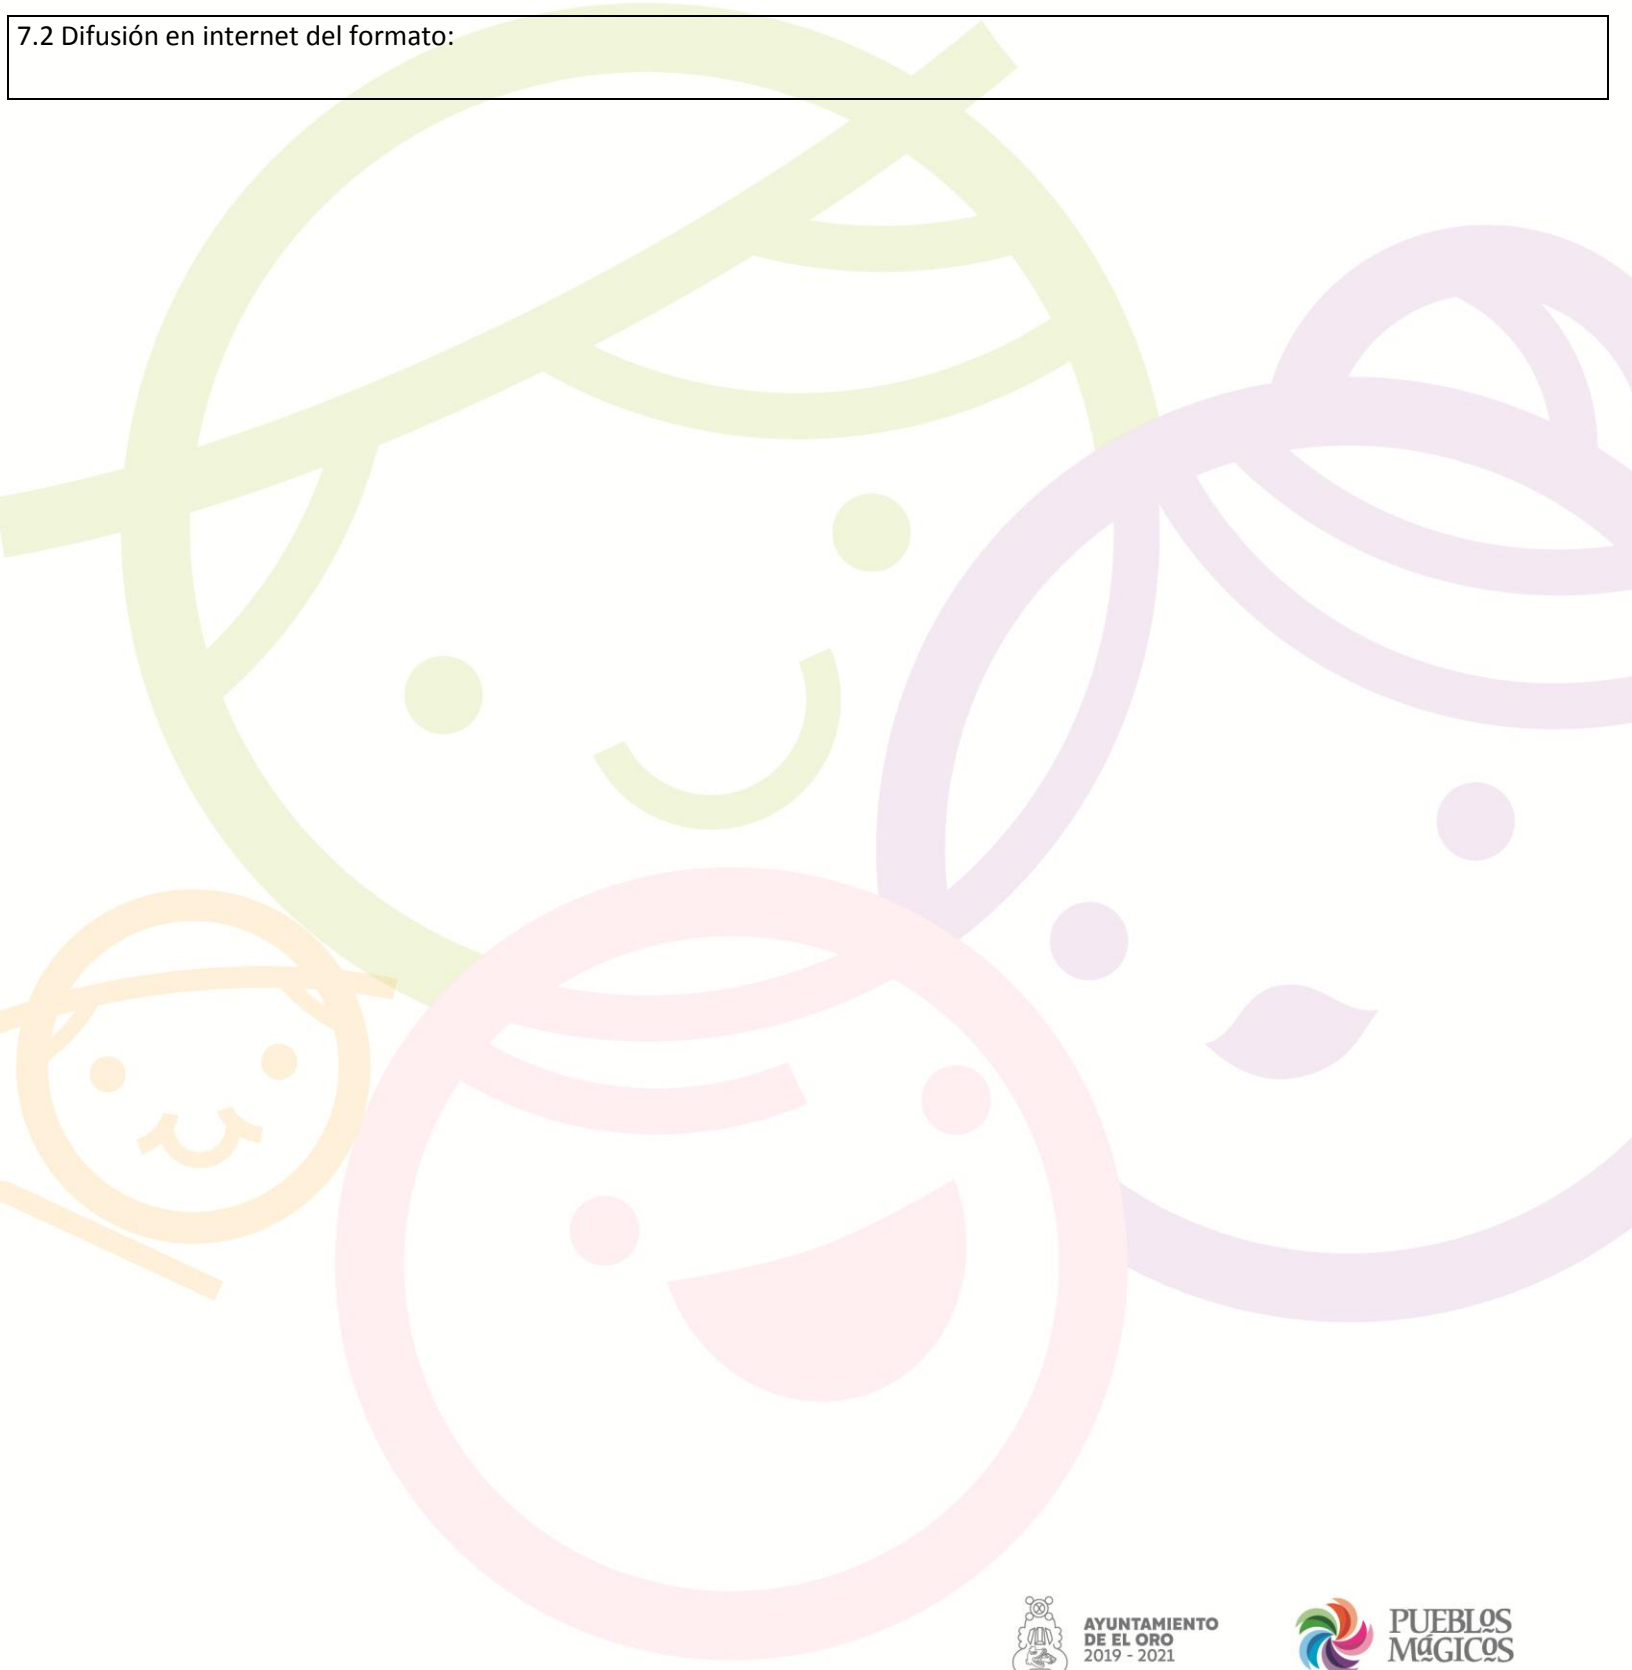 7.2 Difusión en internet del formato:
AYUNTAMIENTO
DE EL ORO
2019 - 2021
PUEBLOS
MáGICOS